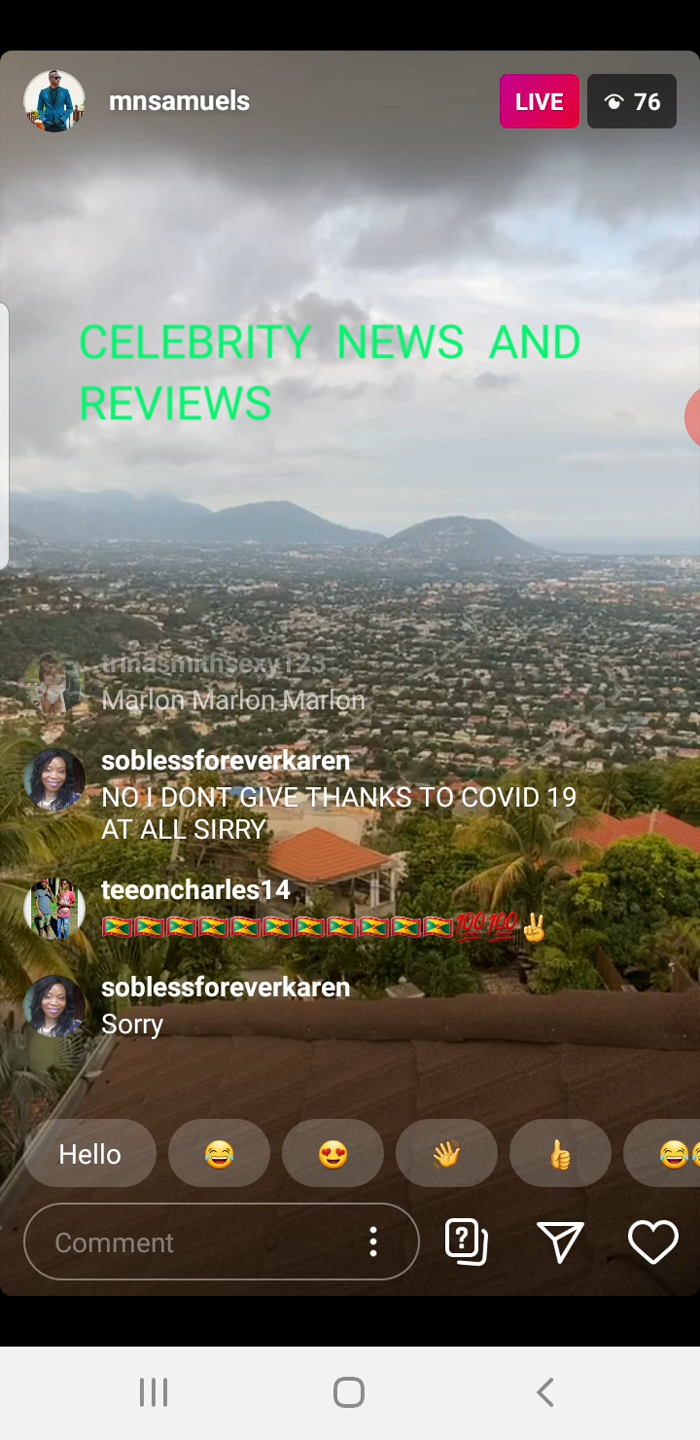 mnsamuels
LIVE
76
CELEBRITY NEWS AND
REVIEWS
trinasmithsexy123
Marlon Marlon Marlon
soblessforeverkaren
NO I DONT GIVE THANKS TO COVID 19
AT ALL SIRRY
teeoncharles14
🇬🇩🇬🇩🇬🇩🇬🇩🇬🇩🇬🇩🇬🇩🇬🇩🇬🇩🇬🇩🇬🇩💯💯✌
soblessforeverkaren
Sorry
Hello 😂 😍 👋 👍 😂
Comment